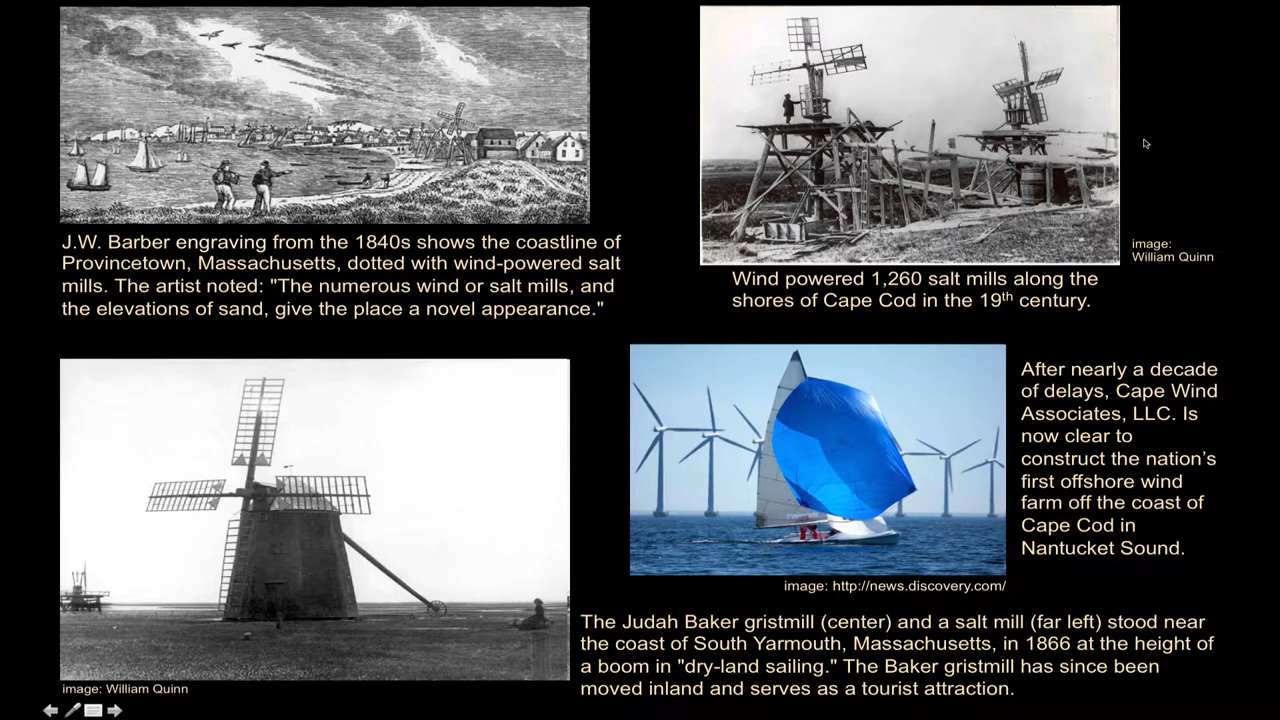 J.W. Barber engraving from the 1840s shows the coastline of
Provincetown, Massachusetts, dotted with wind-powered salt
mills. The artist noted: "The numerous wind or salt mills, and
the elevations of sand, give the place a novel appearance."
image:
William Quinn
Wind powered 1,260 salt mills along the
shores of Cape Cod in the 19th century.
After nearly a decade
of delays, Cape Wind
Associates, LLC. Is
now clear to
construct the nation's
first offshore wind
farm off the coast of
Cape Cod in
Nantucket Sound.
image: http://news.discovery.com/
The Judah Baker gristmill (center) and a salt mill (far left) stood near
the coast of South Yarmouth, Massachusetts, in 1866 at the height of
a boom in "dry-land sailing." The Baker gristmill has since been
moved inland and serves as a tourist attraction.
image: William Quinn